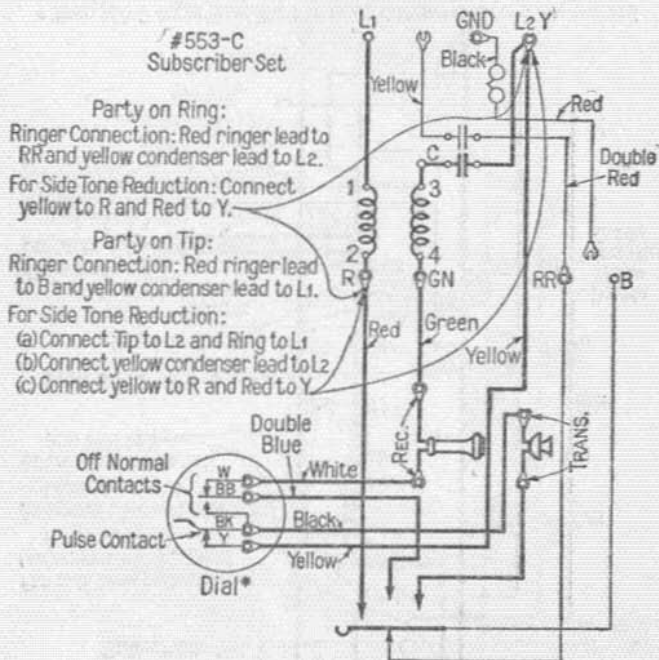 #553-C
Subscriber Set
Party on Ring:
Ringer Connection: Red ringer lead to
RR and yellow condenser lead to L2.
For Side Tone Reduction: Connect
yellow to R and Red to Y.
Party on Tip:
Ringer Connection: Red ringer lead
to B and yellow condenser lead to L1.
For Side Tone Reduction:
(a) Connect Tip to L2 and Ring to L1
(b) Connect yellow condenser lead to L2
(c) Connect yellow to R and Red to Y.
L1
GND
L2 Y
Black
Yellow
Red
Double
Red
C
1
3
2
4
R
GN
RR
B
Red
Green
Yellow
Double
Blue
REC.
TRANS.
Off Normal
Contacts
W
BB
White
Black
BK
Pulse Contact
Y
Yellow
Dial*